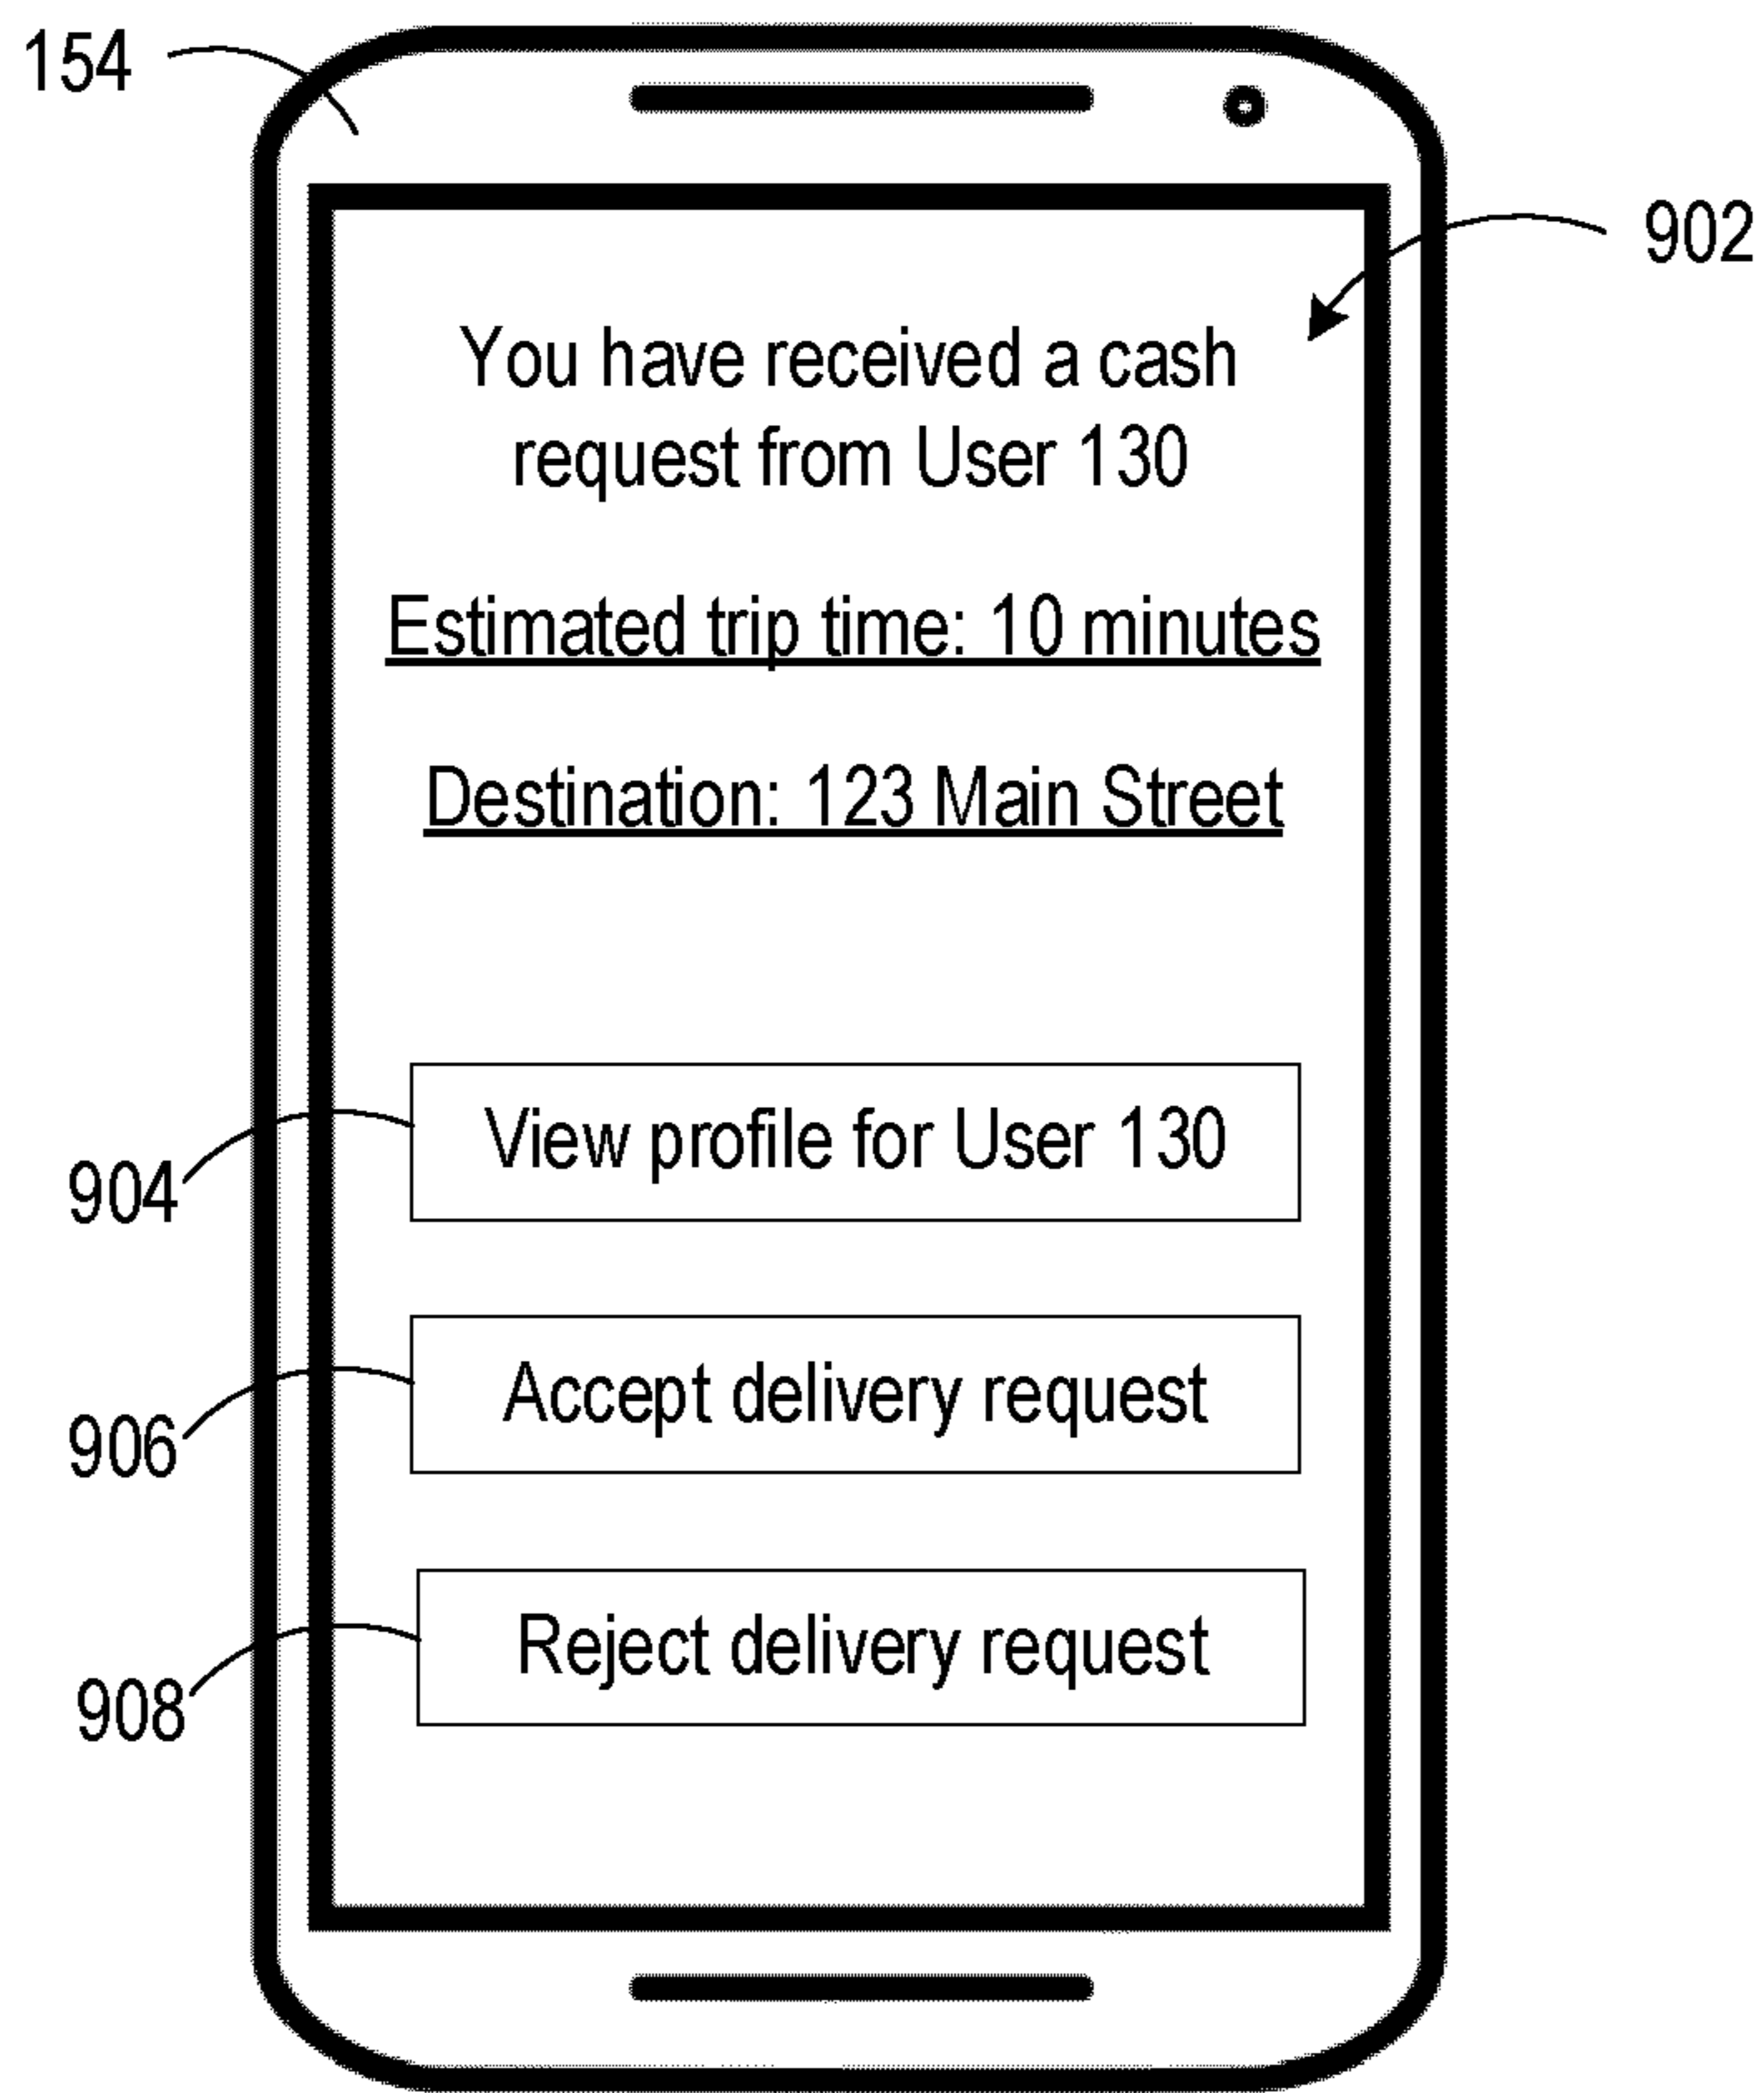 154
902
You have received a cash
request from User 130
Estimated trip time: 10 minutes
Destination: 123 Main Street
View profile for User 130
904
Accept delivery request
906
Reject delivery request
908